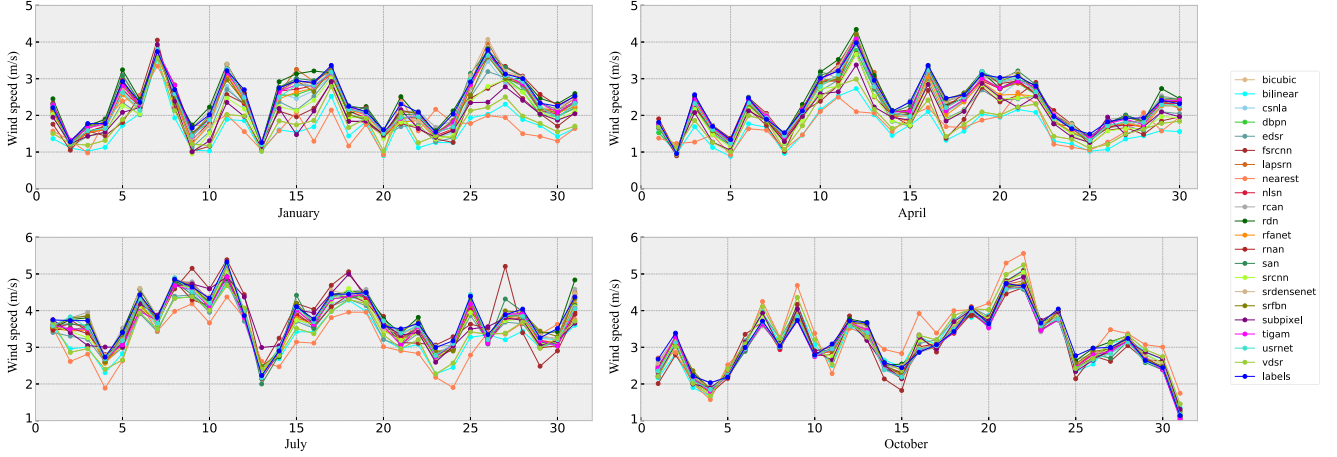 Wind speed (m/s)
5
4
3
2
1
0
0 5 10 15 20 25 30
January
Wind speed (m/s)
5
4
3
2
1
0
0 5 10 15 20 25 30
April
Wind speed (m/s)
6
5
4
3
2
1
0 5 10 15 20 25 30
July
Wind speed (m/s)
6
5
4
3
2
1
0 5 10 15 20 25 30
October
bicubic
bilinear
csnla
dbpn
edsr
fsrcnn
lapsrn
nearest
nlsn
rcan
rdn
rfanet
rnan
san
srcnn
srdensenet
srfbn
subpixel
tigam
usrnet
vdsr
labels